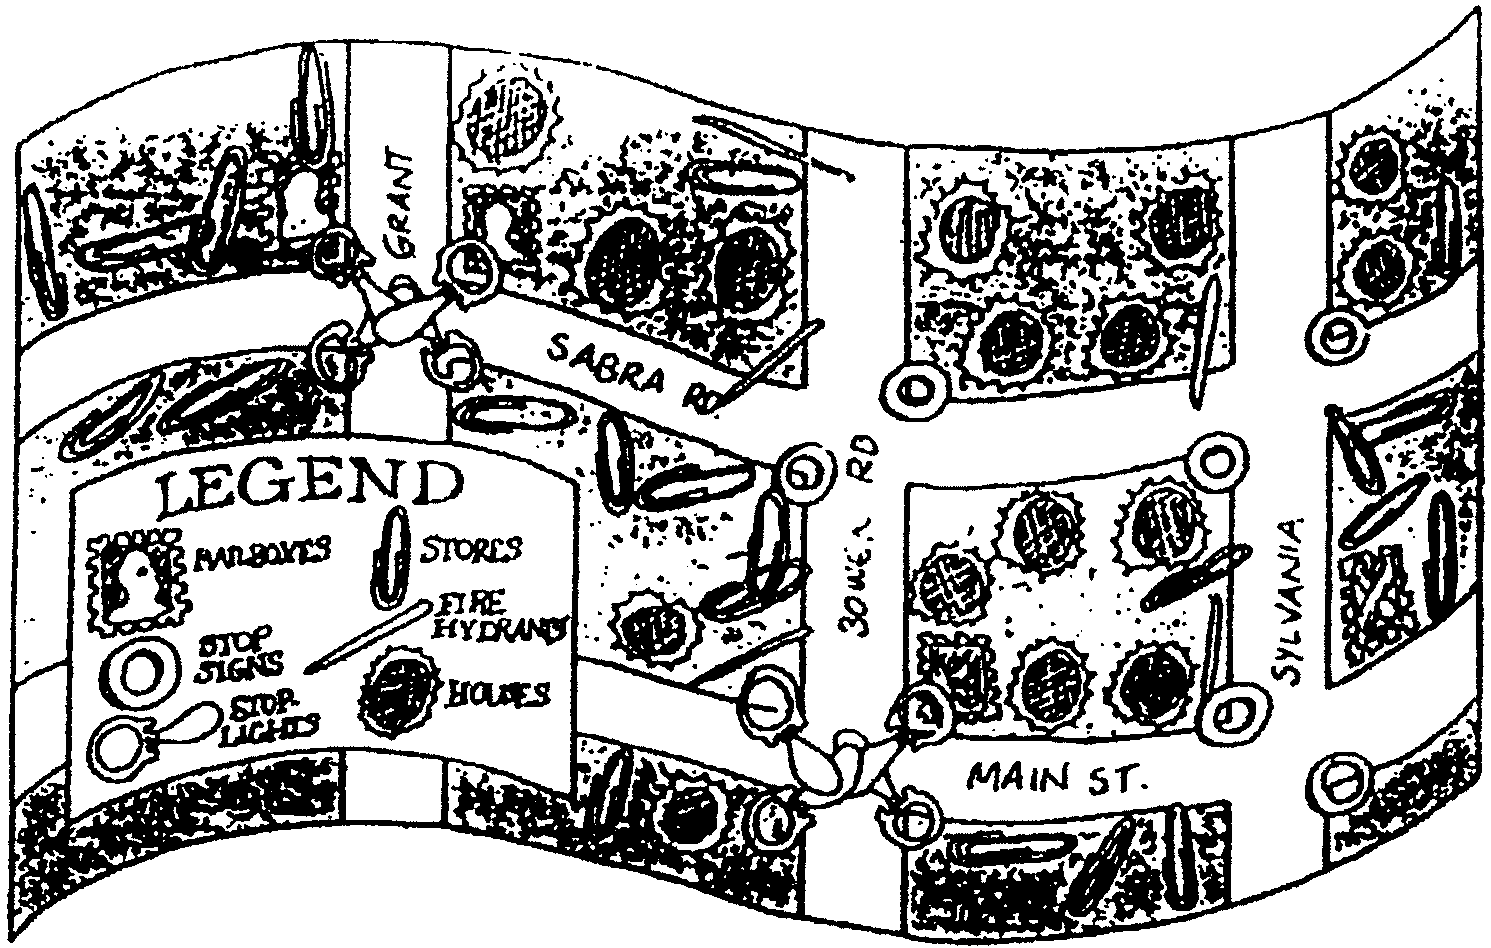 GRANT
SABRA RD
LEGEND
MAILBOXES
STORES
STOP
SIGNS
FIRE
HYDRANTS
STOP
LIGHTS
HOUSES
BOWER RD
SYLVANIA
MAIN ST.